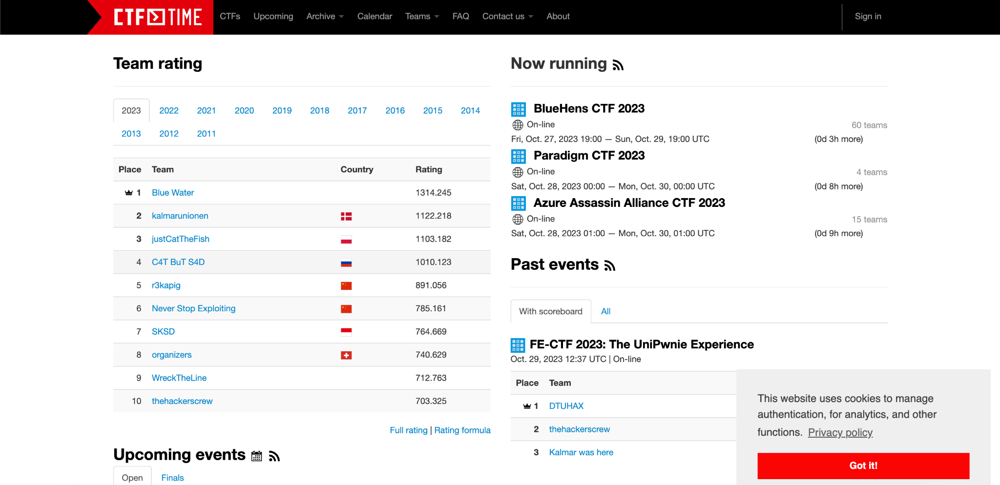 CTF TIME
CTFs Upcoming Archive Calendar Teams FAQ Contact us About Sign in
Team rating
2023 2022 2021 2020 2019 2018 2017 2016 2015 2014
2013 2012 2011
Place Team Country Rating
1 Blue Water 1314.245
2 kalmarunionen 1122.218
3 justCatTheFish 1103.182
4 C4T BuT S4D 1010.123
5 r3kapig 891.056
6 Never Stop Exploiting 785.161
7 SKSD 764.669
8 organizers 740.629
9 WreckTheLine 712.763
10 thehackerscrew 703.325
Full rating | Rating formula
Upcoming events
Open Finals
Now running
BlueHens CTF 2023
On-line 60 teams
Fri, Oct. 27, 2023 19:00 — Sun, Oct. 29, 19:00 UTC (0d 3h more)
Paradigm CTF 2023
On-line 4 teams
Sat, Oct. 28, 2023 00:00 — Mon, Oct. 30, 00:00 UTC (0d 8h more)
Azure Assassin Alliance CTF 2023
On-line 15 teams
Sat, Oct. 28, 2023 01:00 — Mon, Oct. 30, 01:00 UTC (0d 9h more)
Past events
With scoreboard All
FE-CTF 2023: The UniPwnie Experience
Oct. 29, 2023 12:37 UTC | On-line
Place Team
1 DTUHAX
2 thehackerscrew
3 Kalmar was here
This website uses cookies to manage
authentication, for analytics, and other
functions. Privacy policy
Got it!